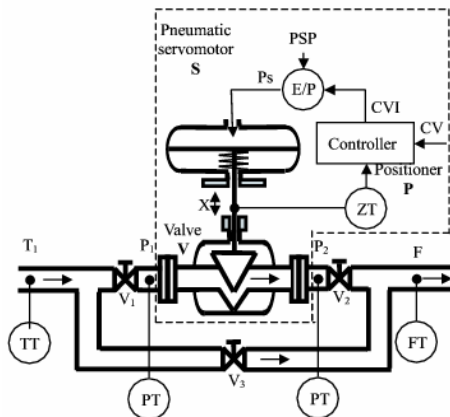 Pneumatic
servomotor
S
PSP
Ps
E/P
CVI
CV
Controller
Positioner
P
X
ZT
Valve
V
T1
P1
P2
F
V1
V2
TT
FT
V3
PT
PT